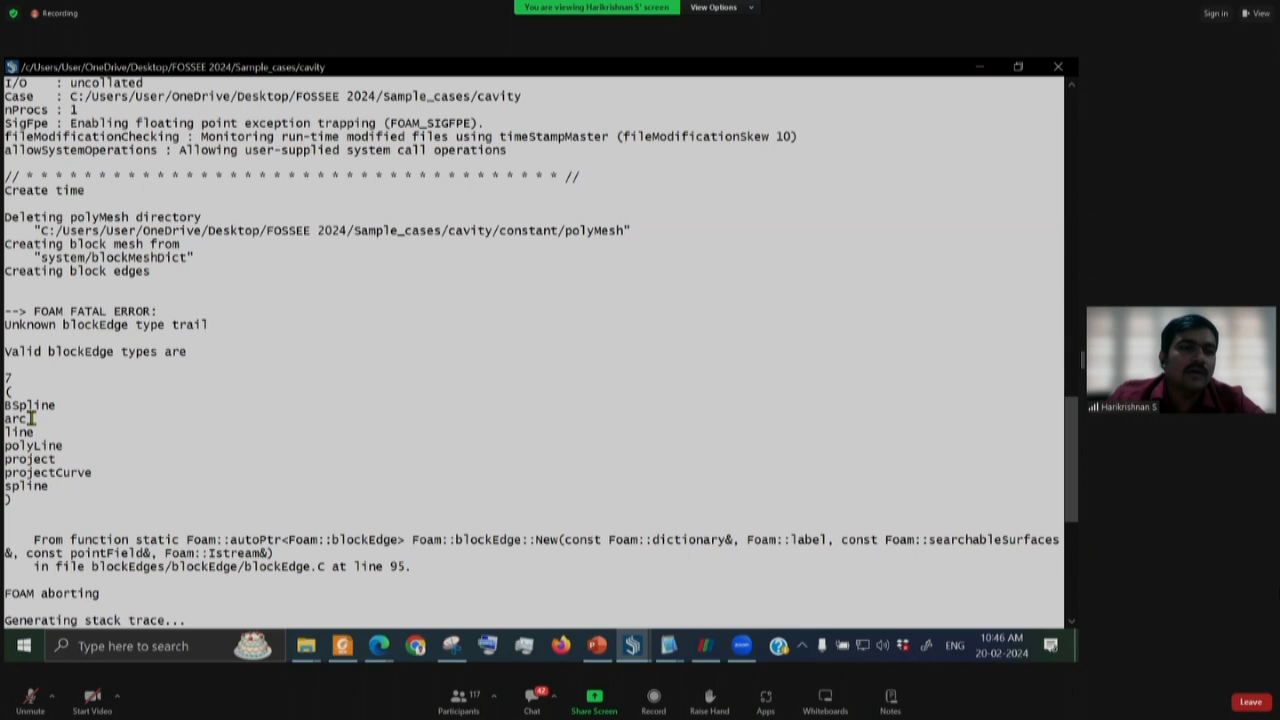 Recording
You are viewing Harikrishnan S' screen
View Options
Sign in
View
/c/Users/User/OneDrive/Desktop/FOSSEE 2024/Sample_cases/cavity
I/O    : uncollated
Case   : C:/Users/User/OneDrive/Desktop/FOSSEE 2024/Sample_cases/cavity
nProcs : 1
SigFpe : Enabling floating point exception trapping (FOAM_SIGFPE).
fileModificationChecking : Monitoring run-time modified files using timeStampMaster (fileModificationSkew 10)
allowSystemOperations : Allowing user-supplied system call operations
// * * * * * * * * * * * * * * * * * * * * * * * * * * * * * * * * * * * * * //
Create time
Deleting polyMesh directory
"C:/Users/User/OneDrive/Desktop/FOSSEE 2024/Sample_cases/cavity/constant/polyMesh"
Creating block mesh from
"system/blockMeshDict"
Creating block edges
--> FOAM FATAL ERROR:
Unknown blockEdge type trail
Valid blockEdge types are
7
(
BSpline
arc
line
polyLine
project
projectCurve
spline
)
From function static Foam::autoPtr<Foam::blockEdge> Foam::blockEdge::New(const Foam::dictionary&, Foam::label, const Foam::searchableSurfaces
&, const pointField&, Foam::Istream&)
in file blockEdges/blockEdge/blockEdge.C at line 95.
FOAM aborting
Generating stack trace...
Harikrishnan S
Type here to search
ENG
10:46 AM
20-02-2024
Unmute
Start Video
Participants
117
Chat
42
Share Screen
Record
Raise Hand
Apps
Whiteboards
Notes
Leave